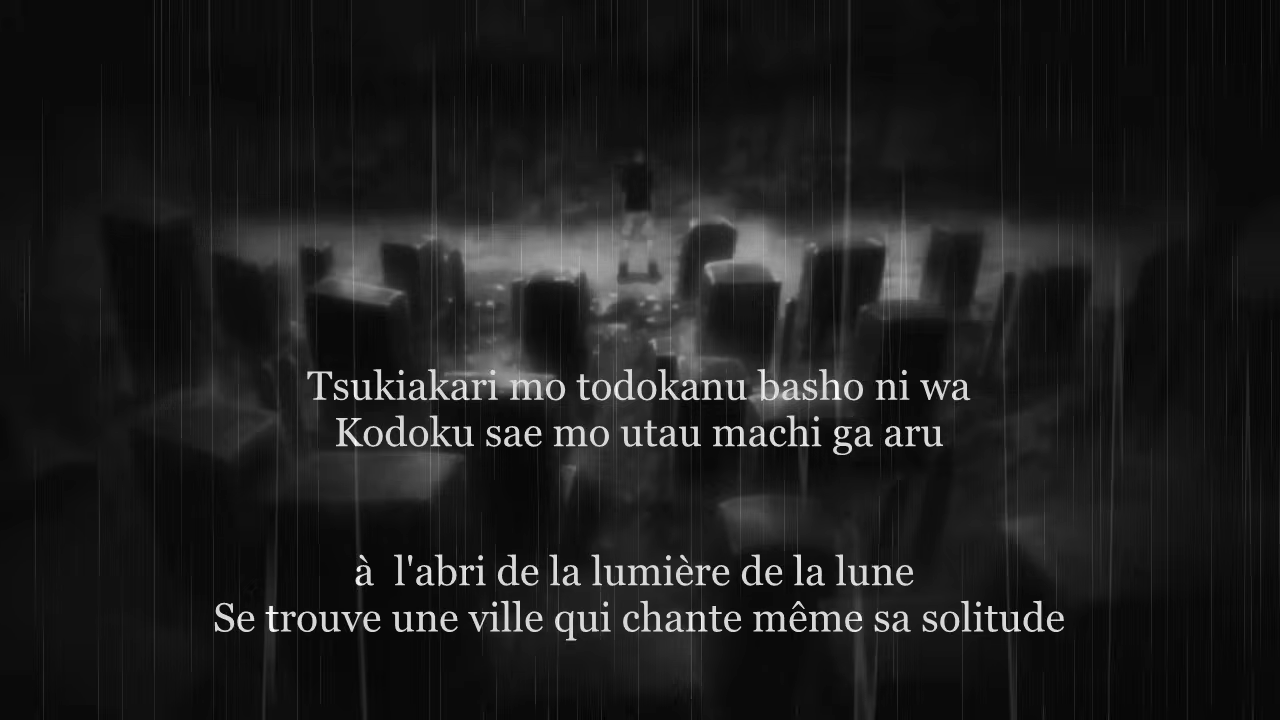 Tsukiakari mo todokanu basho ni wa
Kodoku sae mo utau machi ga aru
à  l'abri de la lumière de la lune
Se trouve une ville qui chante même sa solitude